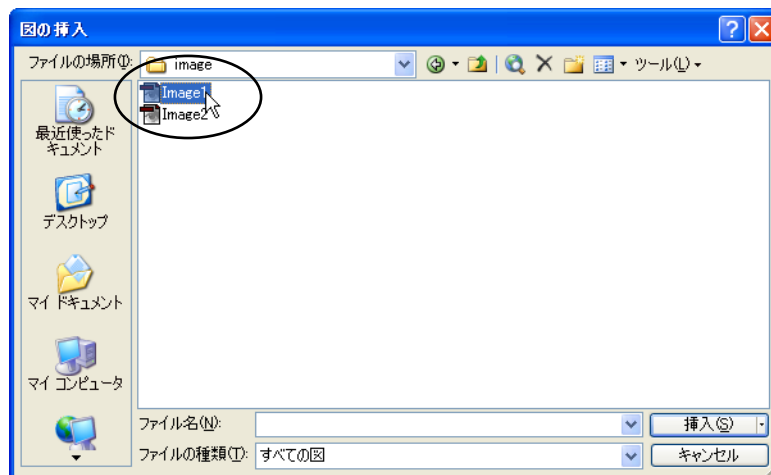 図の挿入
ファイルの場所(I):
image
ツール(L)
Image1
Image2
最近使ったド
キュメント
デスクトップ
マイ ドキュメント
マイ コンピュータ
ファイル名(N):
挿入(S)
ファイルの種類(T):
すべての図
キャンセル